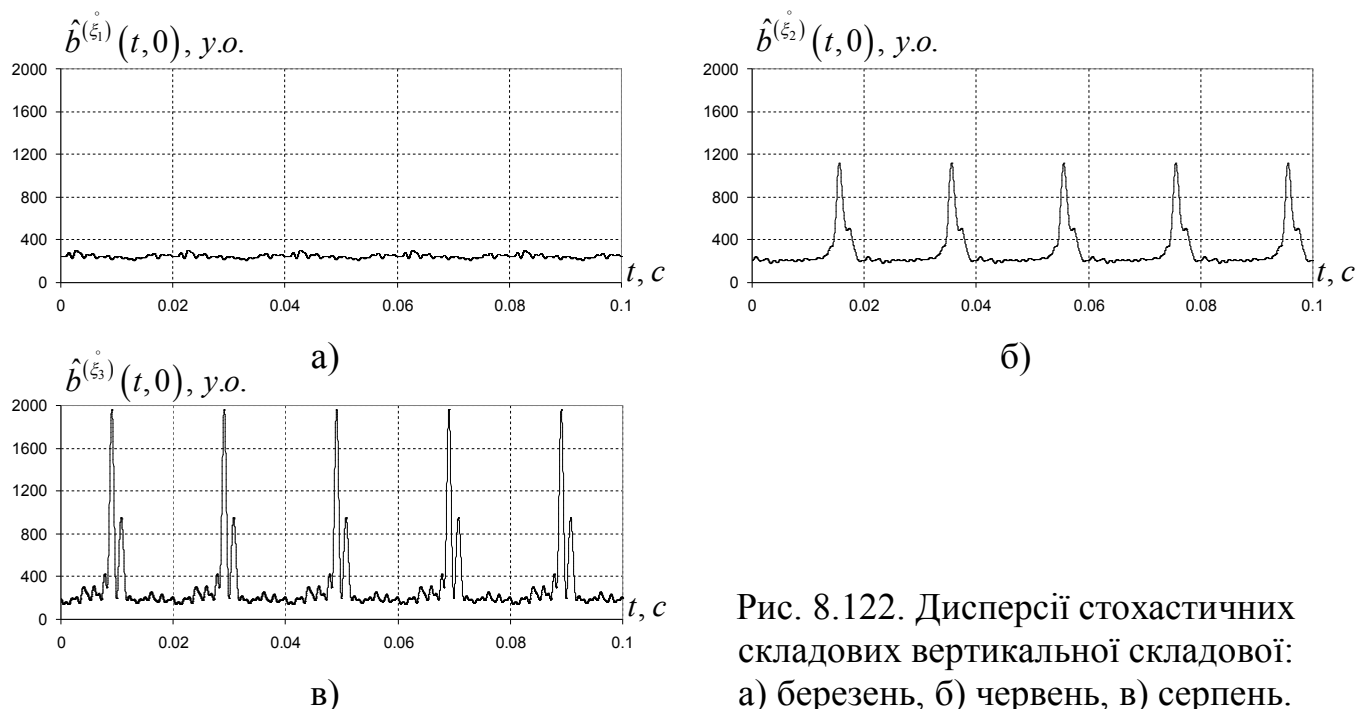 b̂^(ξ̊₁)(t,0), у.о.
2000
1600
1200
800
400
0
0 0.02 0.04 0.06 0.08 0.1
t, c
а)
b̂^(ξ̊₂)(t,0), у.о.
2000
1600
1200
800
400
0
0 0.02 0.04 0.06 0.08 0.1
t, c
б)
b̂^(ξ̊₃)(t,0), у.о.
2000
1600
1200
800
400
0
0 0.02 0.04 0.06 0.08 0.1
t, c
в)
Рис. 8.122. Дисперсії стохастичних
складових вертикальної складової:
а) березень, б) червень, в) серпень.